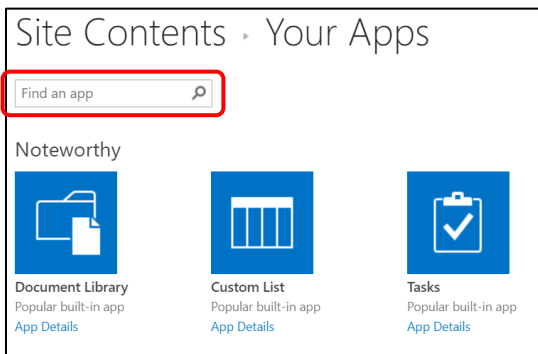 Site Contents ▸ Your Apps
Find an app
Noteworthy
Document Library
Popular built-in app
App Details
Custom List
Popular built-in app
App Details
Tasks
Popular built-in app
App Details